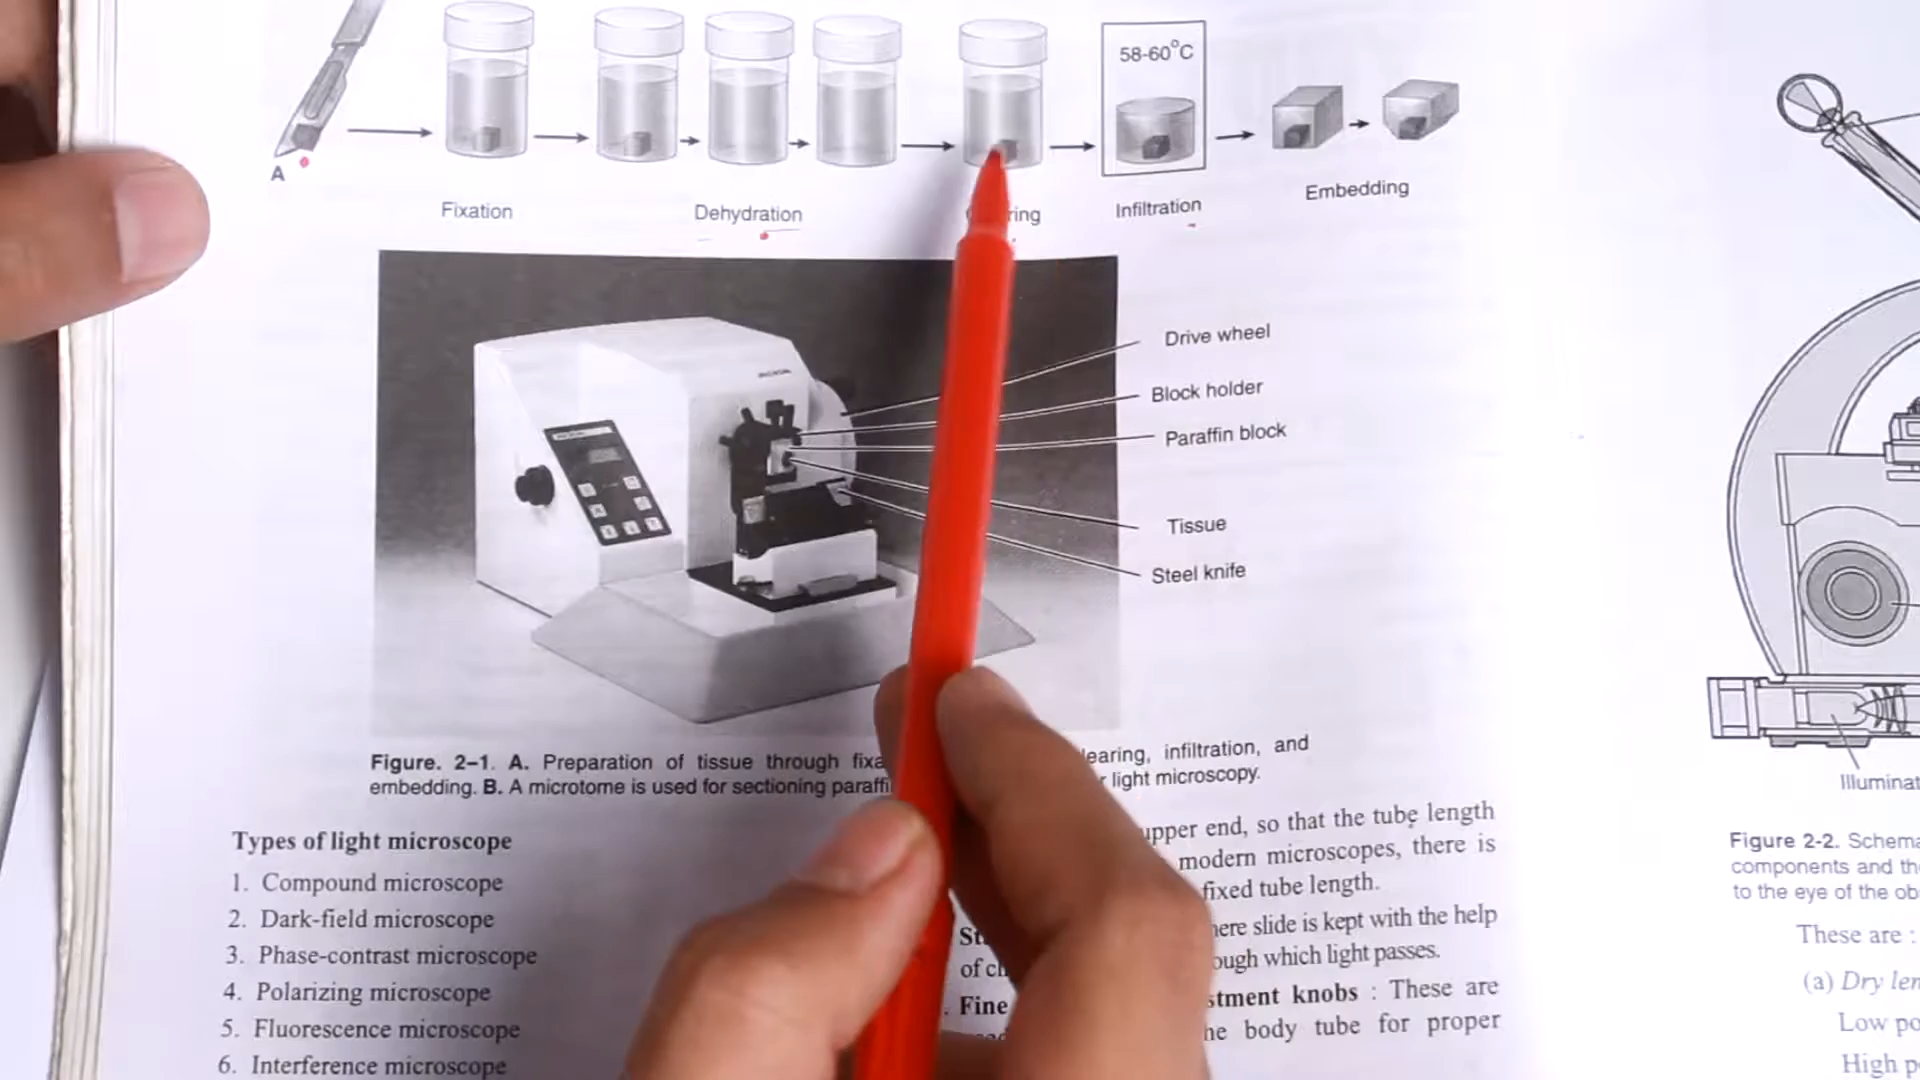 58-60°C
A
Fixation
Dehydration
ring
Infiltration
Embedding
Drive wheel
Block holder
Paraffin block
Tissue
Steel knife
Figure. 2–1. A. Preparation of tissue through fixa
learing, infiltration, and
embedding. B. A microtome is used for sectioning paraffi
light microscopy.
Types of light microscope
1. Compound microscope
2. Dark-field microscope
3. Phase-contrast microscope
4. Polarizing microscope
5. Fluorescence microscope
6. Interference microscope
upper end, so that the tube length
modern microscopes, there is
fixed tube length.
here slide is kept with the help
of
ough which light passes.
Fine
stment knobs : These are
he body tube for proper
Illuminat
Figure 2-2. Schema
components and th
to the eye of the ob
These are :
(a) Dry len
Low po
High p